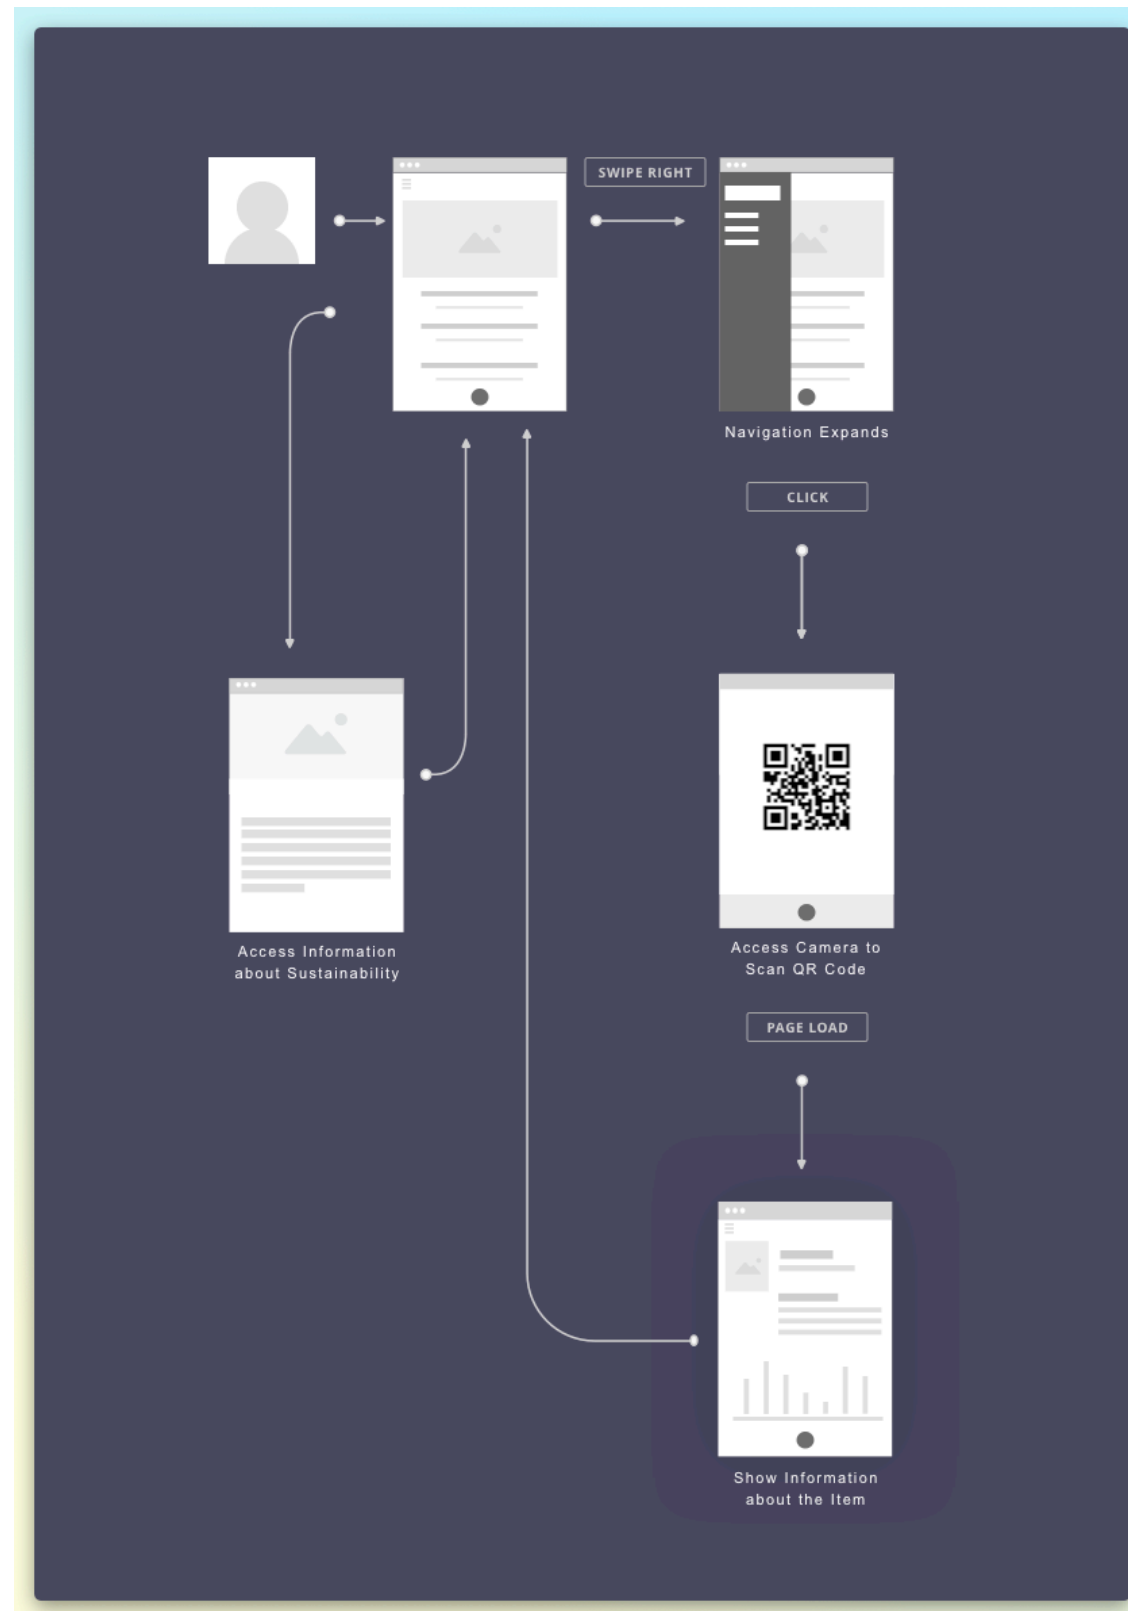 SWIPE RIGHT
Navigation Expands
CLICK
Access Information
about Sustainability
Access Camera to
Scan QR Code
PAGE LOAD
Show Information
about the Item